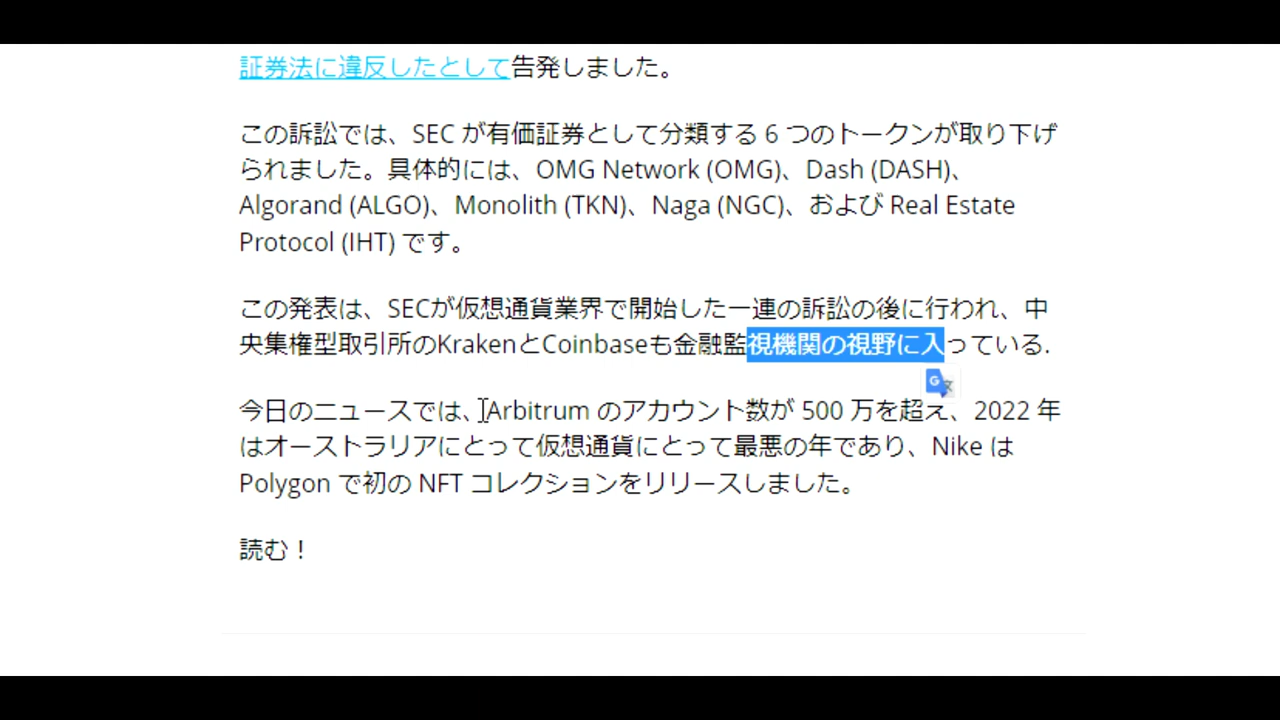 証券法に違反したとして告発しました。
この訴訟では、SEC が有価証券として分類する 6 つのトークンが取り下げ
られました。具体的には、OMG Network (OMG)、Dash (DASH)、
Algorand (ALGO)、Monolith (TKN)、Naga (NGC)、および Real Estate
Protocol (IHT) です。
この発表は、SECが仮想通貨業界で開始した一連の訴訟の後に行われ、中
央集権型取引所のKrakenとCoinbaseも金融監視機関の視野に入っている.
今日のニュースでは、Arbitrum のアカウント数が 500 万を超え、2022 年
はオーストラリアにとって仮想通貨にとって最悪の年であり、Nike は
Polygon で初の NFT コレクションをリリースしました。
読む！